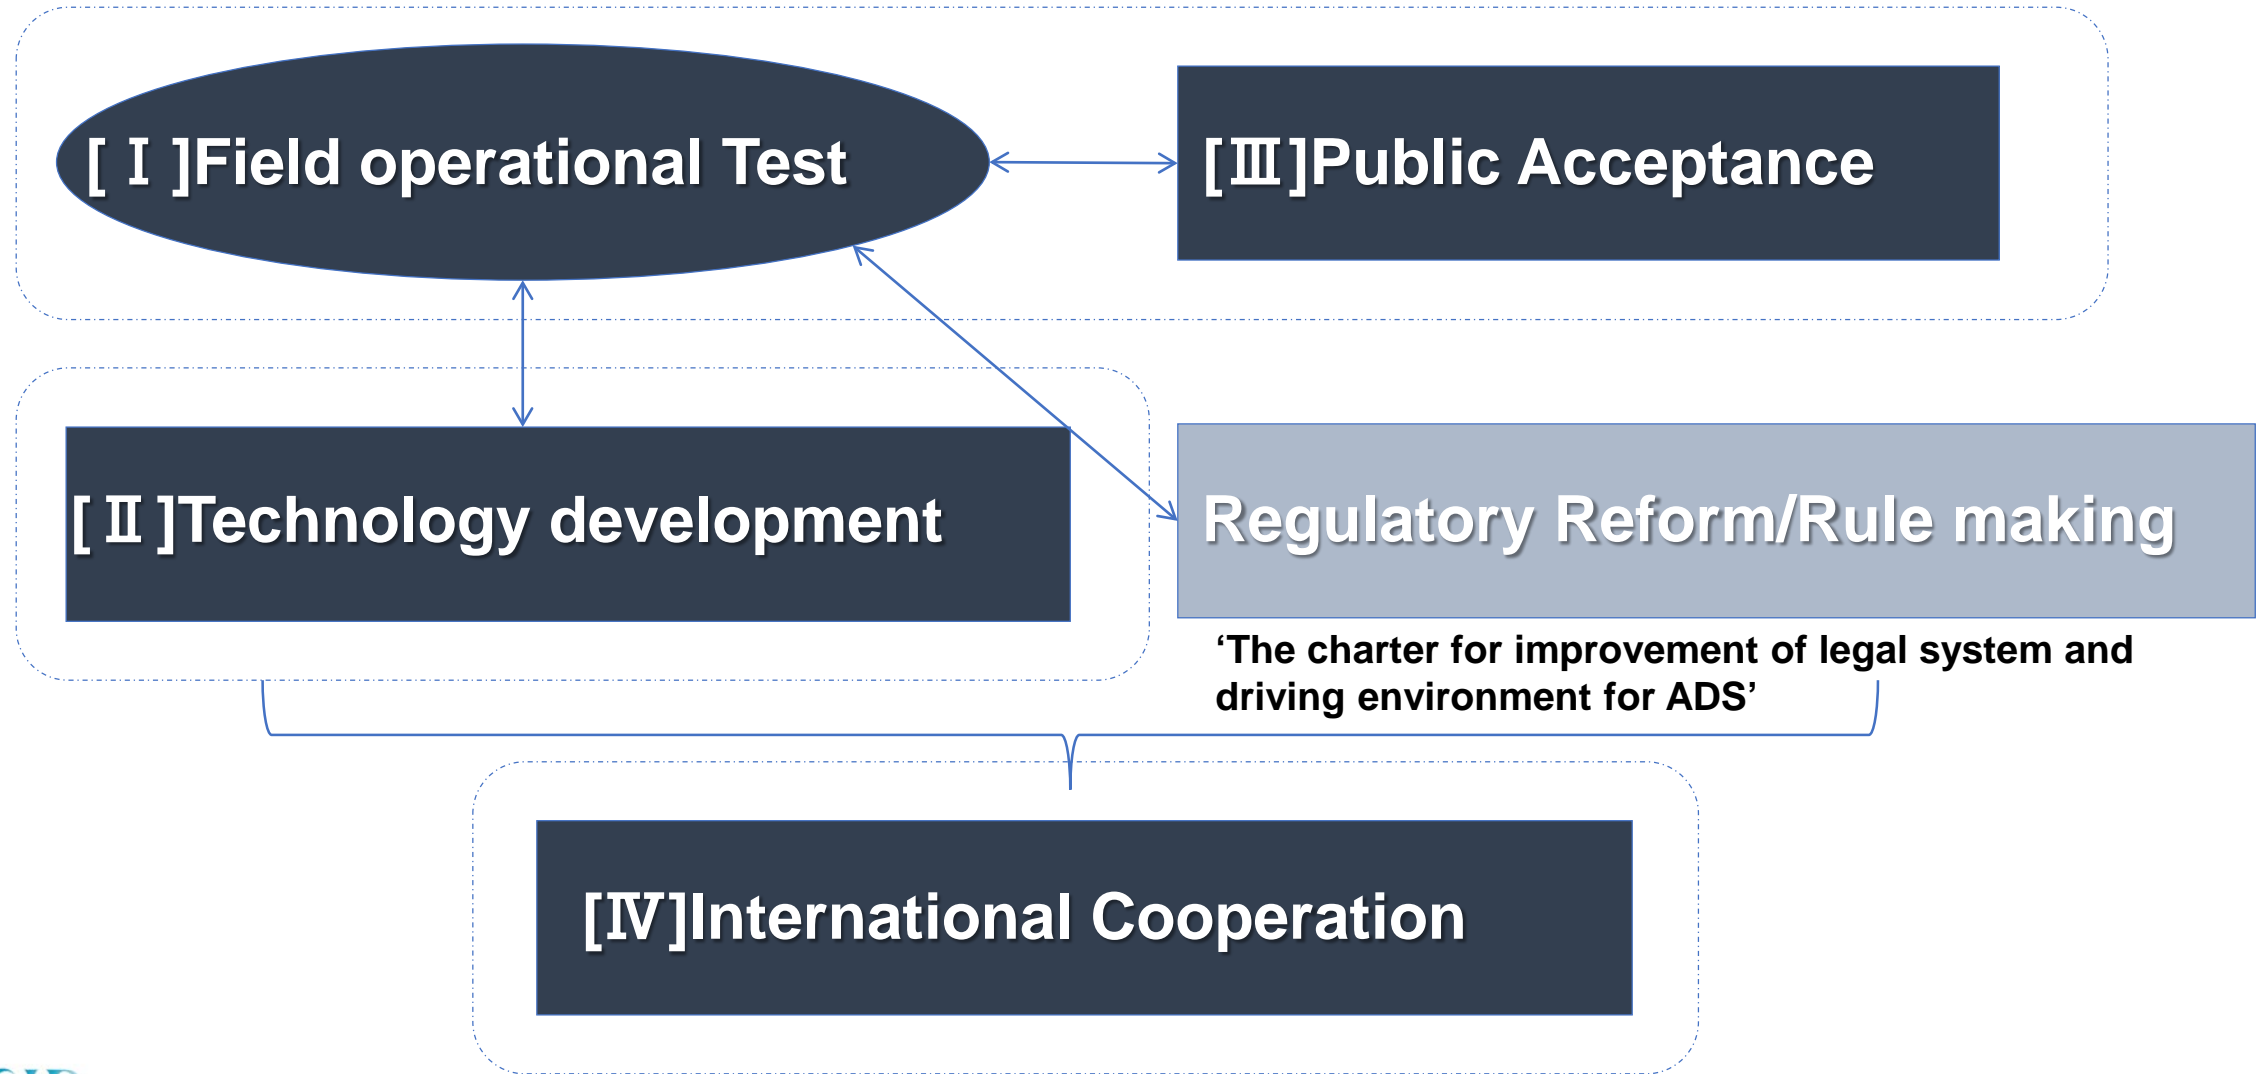 [Ⅰ]Field operational Test
[Ⅲ]Public Acceptance
[Ⅱ]Technology development
Regulatory Reform/Rule making
‘The charter for improvement of legal system and
driving environment for ADS’
[Ⅳ]International Cooperation